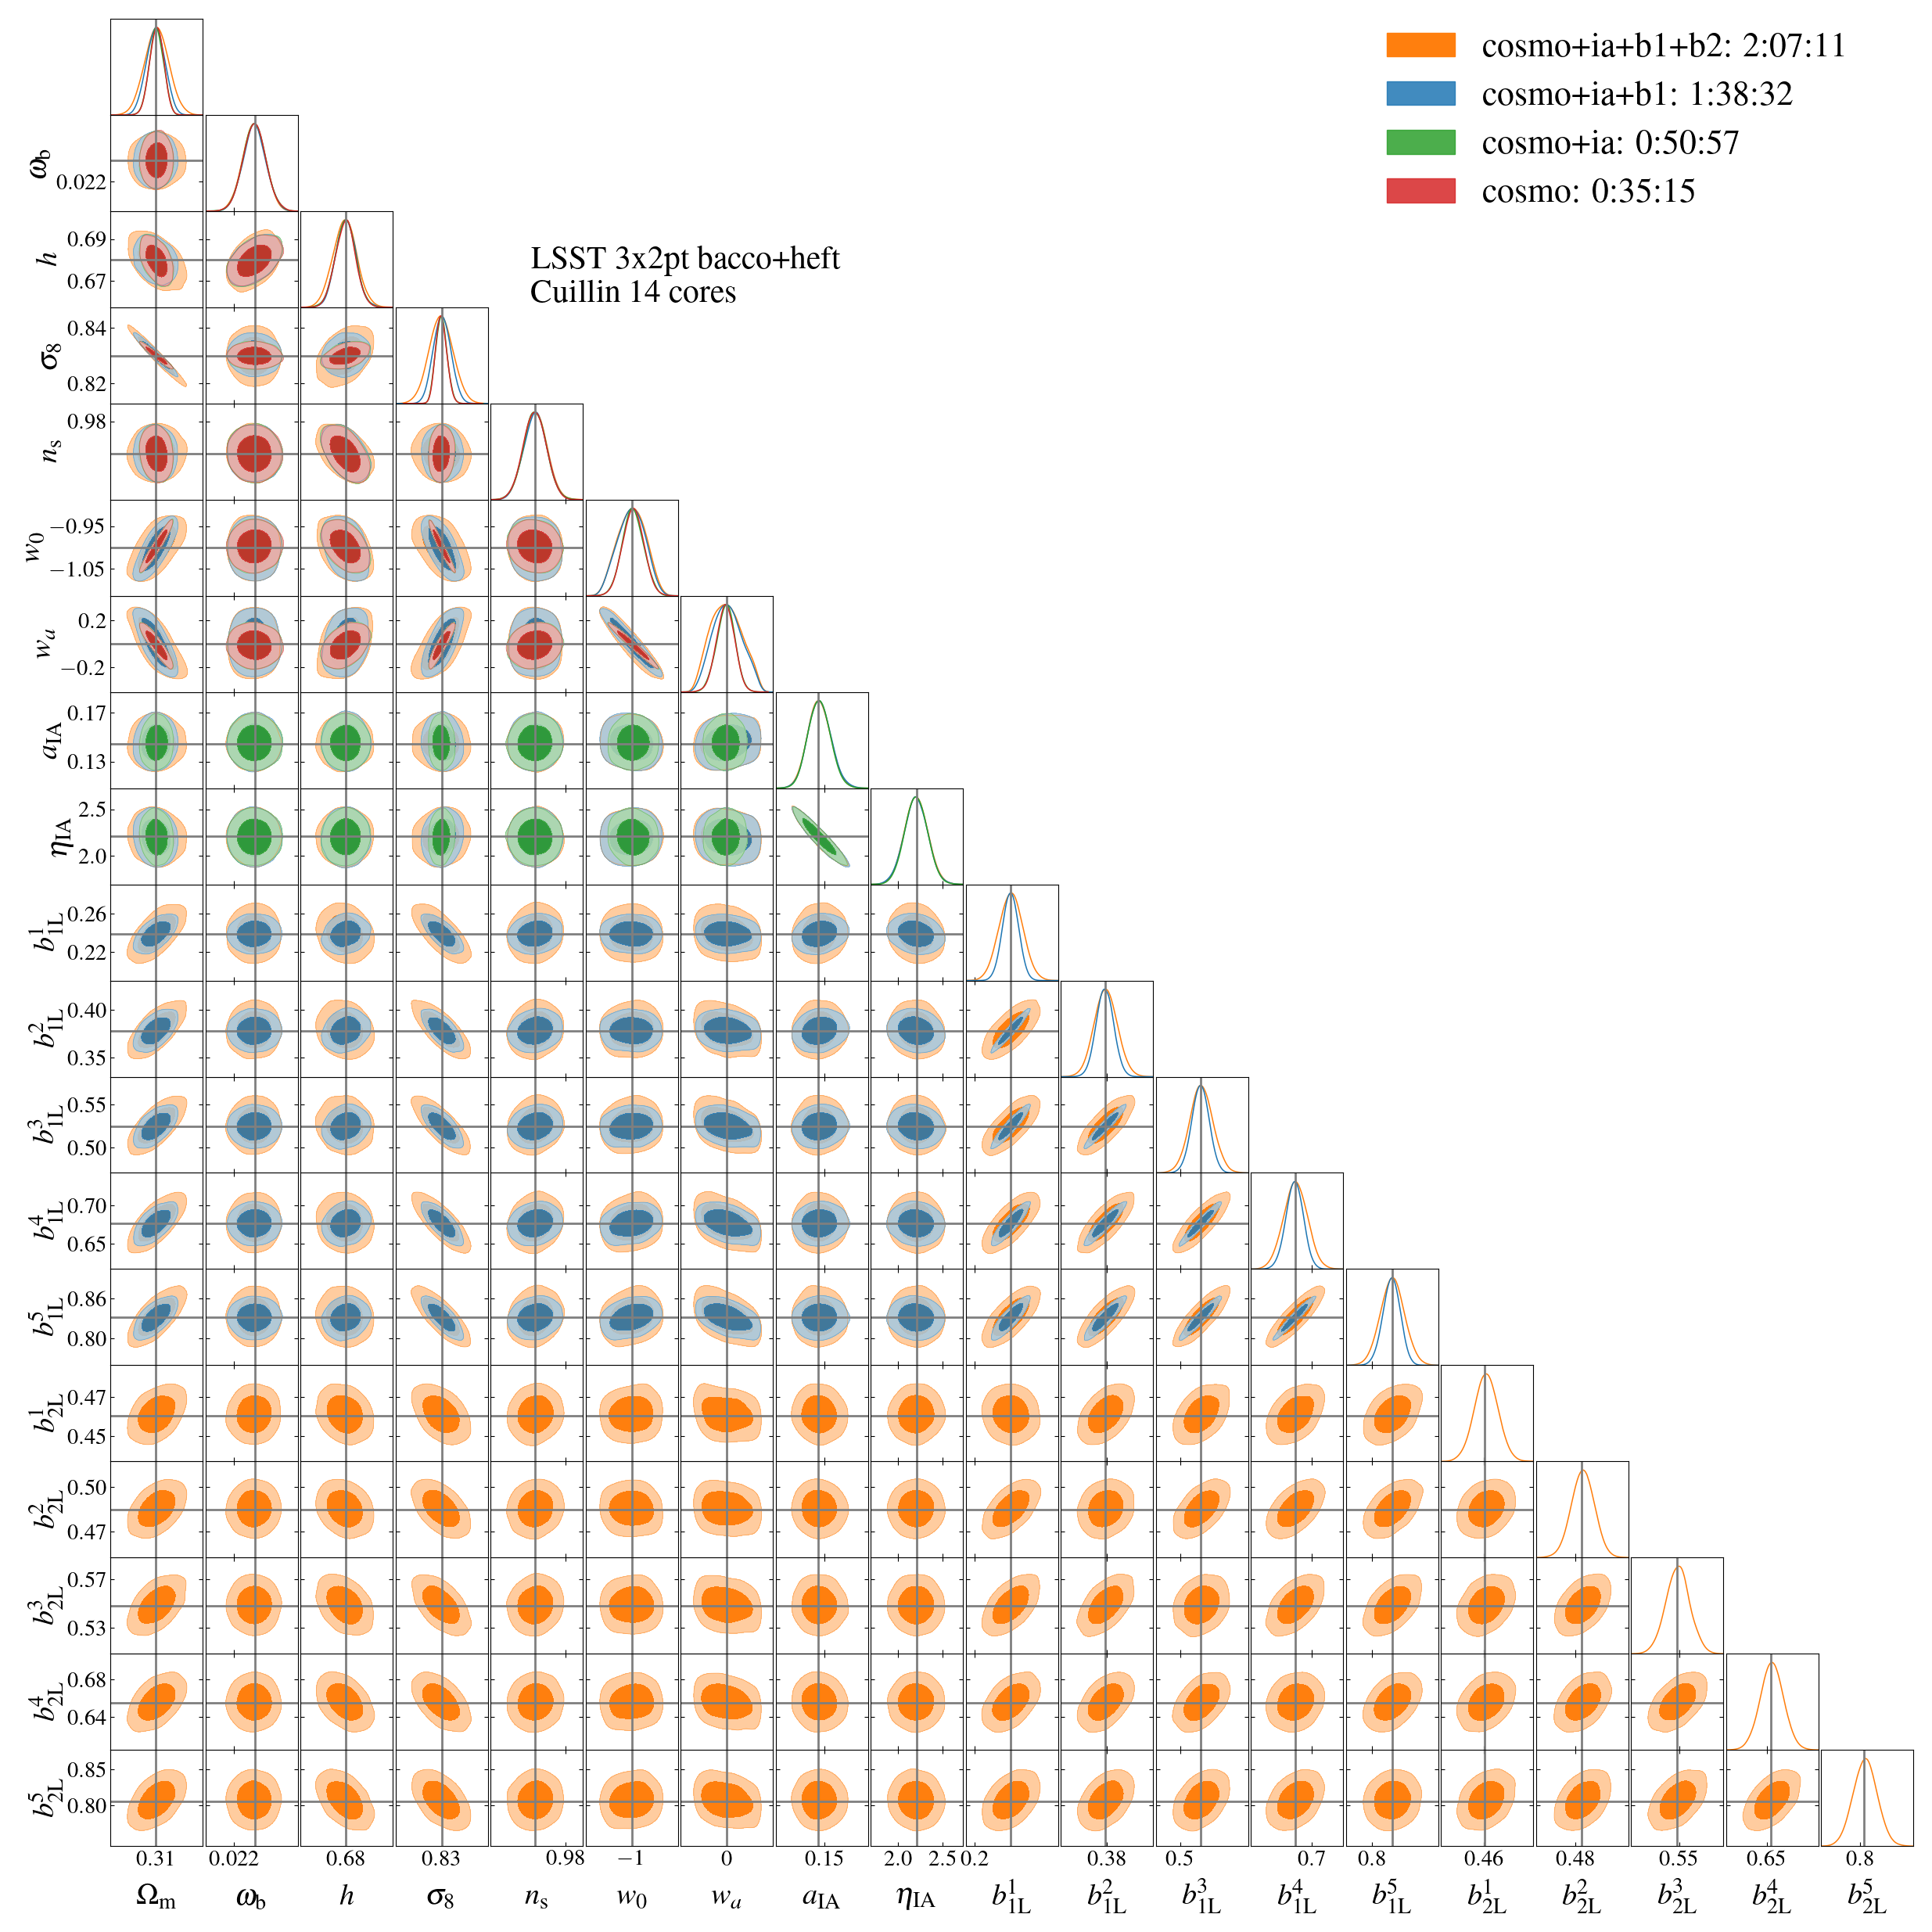 cosmo+ia+b1+b2: 2:07:11
cosmo+ia+b1: 1:38:32
cosmo+ia: 0:50:57
cosmo: 0:35:15
LSST 3x2pt bacco+heft
Cuillin 14 cores
ω_b
0.022
h
0.69
0.67
σ_8
0.84
0.82
n_s
0.98
w_0
−0.95
−1.05
w_a
0.2
−0.2
a_IA
0.17
0.13
η_IA
2.5
2.0
b^1_1L
0.26
0.22
b^2_1L
0.40
0.35
b^3_1L
0.55
0.50
b^4_1L
0.70
0.65
b^5_1L
0.86
0.80
b^1_2L
0.47
0.45
b^2_2L
0.50
0.47
b^3_2L
0.57
0.53
b^4_2L
0.68
0.64
b^5_2L
0.85
0.80
0.31 0.022 0.68 0.83 0.98 −1 0 0.15 2.0 2.5 0.2 0.38 0.5 0.7 0.8 0.46 0.48 0.55 0.65 0.8
Ω_m ω_b h σ_8 n_s w_0 w_a a_IA η_IA b^1_1L b^2_1L b^3_1L b^4_1L b^5_1L b^1_2L b^2_2L b^3_2L b^4_2L b^5_2L